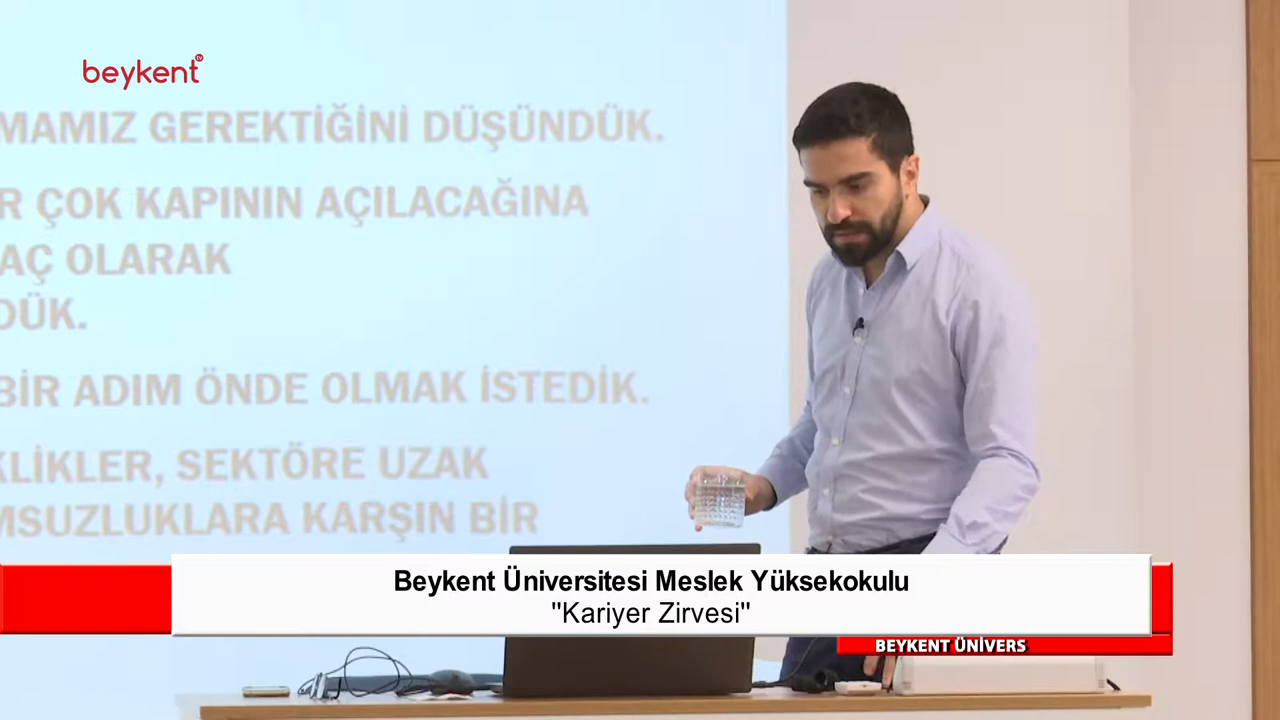 beykent tv
MAMIZ GEREKTİĞİNİ DÜŞÜNDÜK.
R ÇOK KAPININ AÇILACAĞINA
AÇ OLARAK
DÜK.
BİR ADIM ÖNDE OLMAK İSTEDİK.
KLİKLER, SEKTÖRE UZAK
MSUZLUKLARA KARŞIN BİR
Beykent Üniversitesi Meslek Yüksekokulu
"Kariyer Zirvesi"
BEYKENT ÜNİVERS